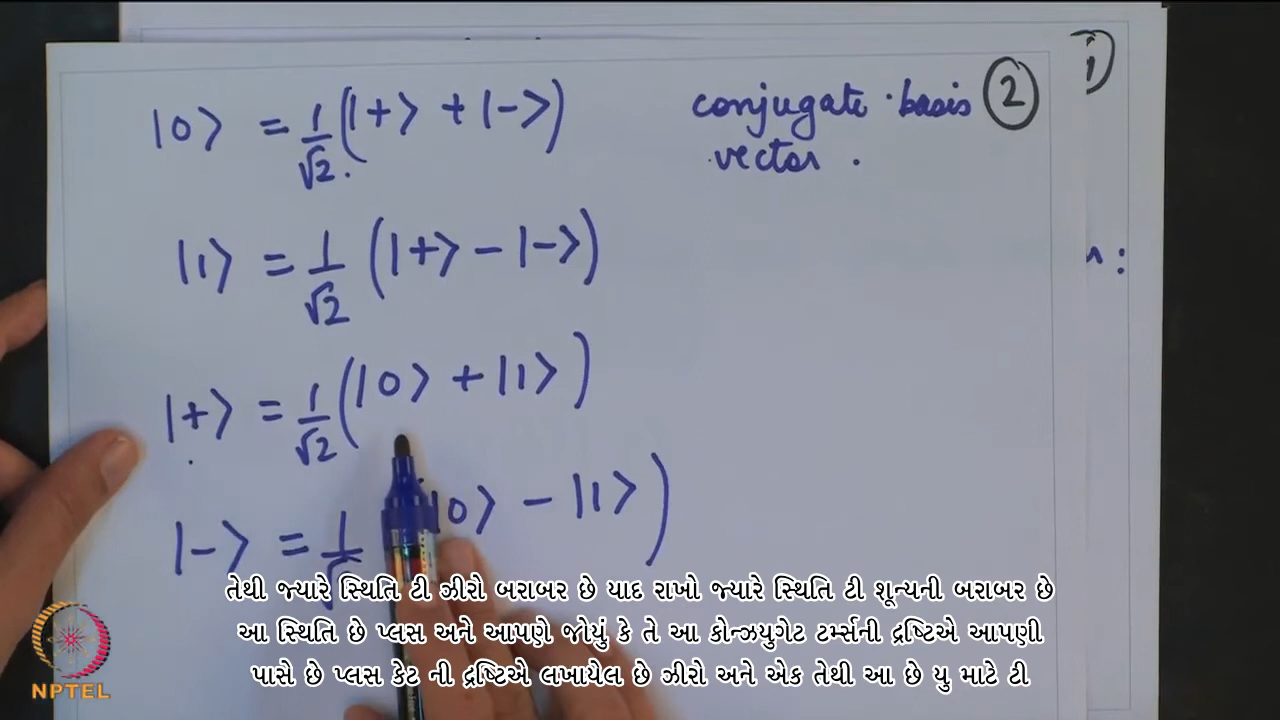 |0> = 1/√2 (|+> + |->)
conjugate basis
vector .
2
1
|1> = 1/√2 (|+> - |->)
|+> = 1/√2 (|0> + |1>)
|-> = 1/√ |0> - |1>)
તેથી જ્યારે સ્થિતિ ટી ઝીરો બરાબર છે યાદ રાખો જ્યારે સ્થિતિ ટી શૂન્યની બરાબર છે
આ સ્થિતિ છે પ્લસ અને આપણે જોયું કે તે આ કોન્ઝયુગેટ ટર્મ્સની દ્રષ્ટિએ આપણી
પાસે છે પ્લસ કેટ ની દ્રષ્ટિએ લખાયેલ છે ઝીરો અને એક તેથી આ છે યુ માટે ટી
NPTEL